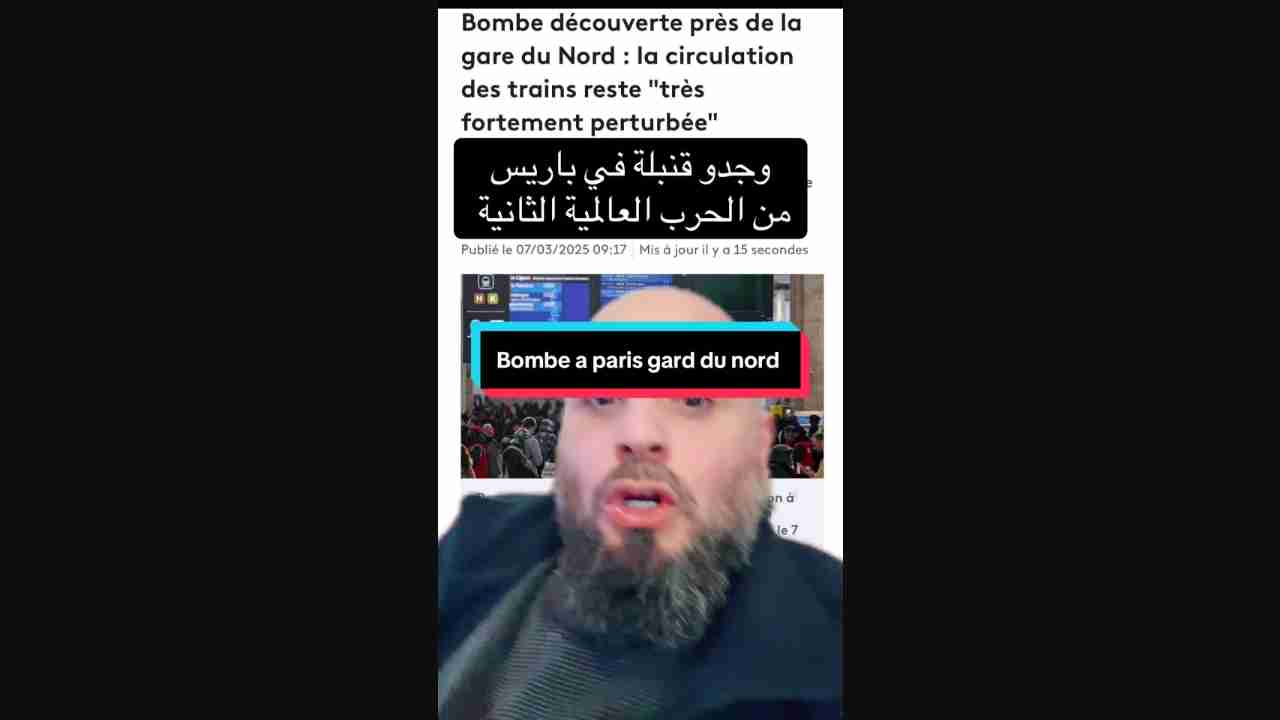 Bombe découverte près de la
gare du Nord : la circulation
des trains reste "très
fortement perturbée"
وجدو قنبلة في باريس
من الحرب العالمية الثانية
Publié le 07/03/2025 09:17 Mis à jour il y a 15 secondes
H K
Bombe a paris gard du nord
on à
le 7